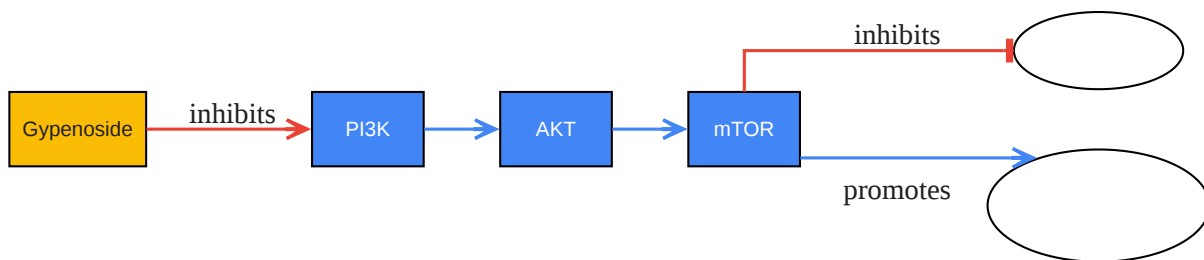 inhibits
Gypenoside
inhibits
PI3K
AKT
mTOR
promotes